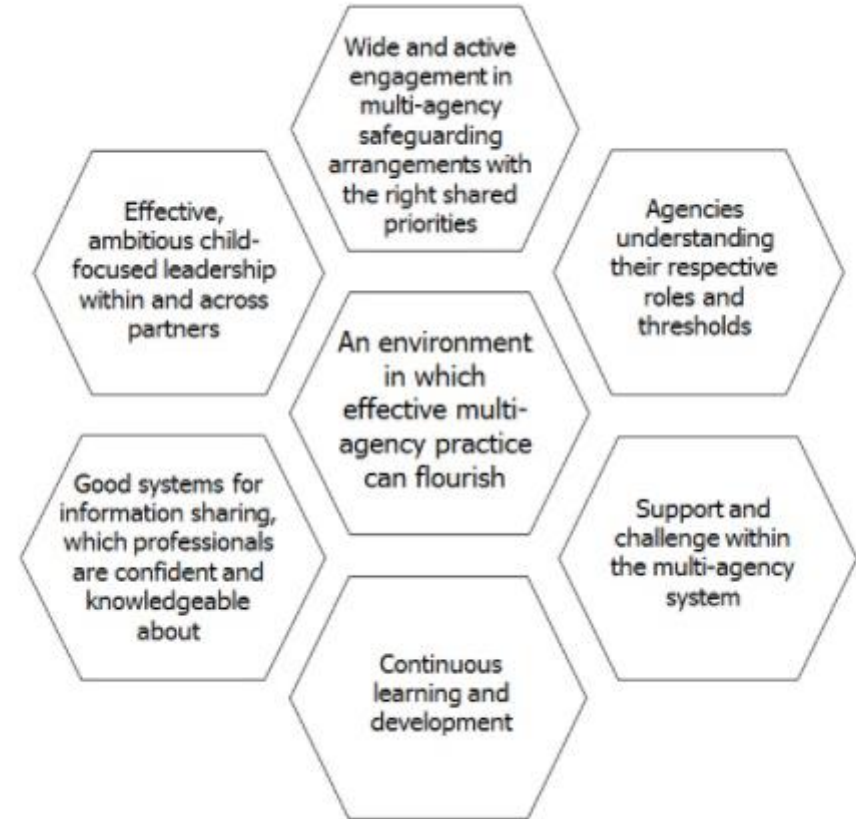 Wide and active
engagement in
multi-agency
safeguarding
arrangements with
the right shared
priorities
Effective,
ambitious child-
focused leadership
within and across
partners
Agencies
understanding
their respective
roles and
thresholds
An environment
in which
effective multi-
agency practice
can flourish
Good systems for
information sharing,
which professionals
are confident and
knowledgeable
about
Support and
challenge within
the multi-agency
system
Continuous
learning and
development